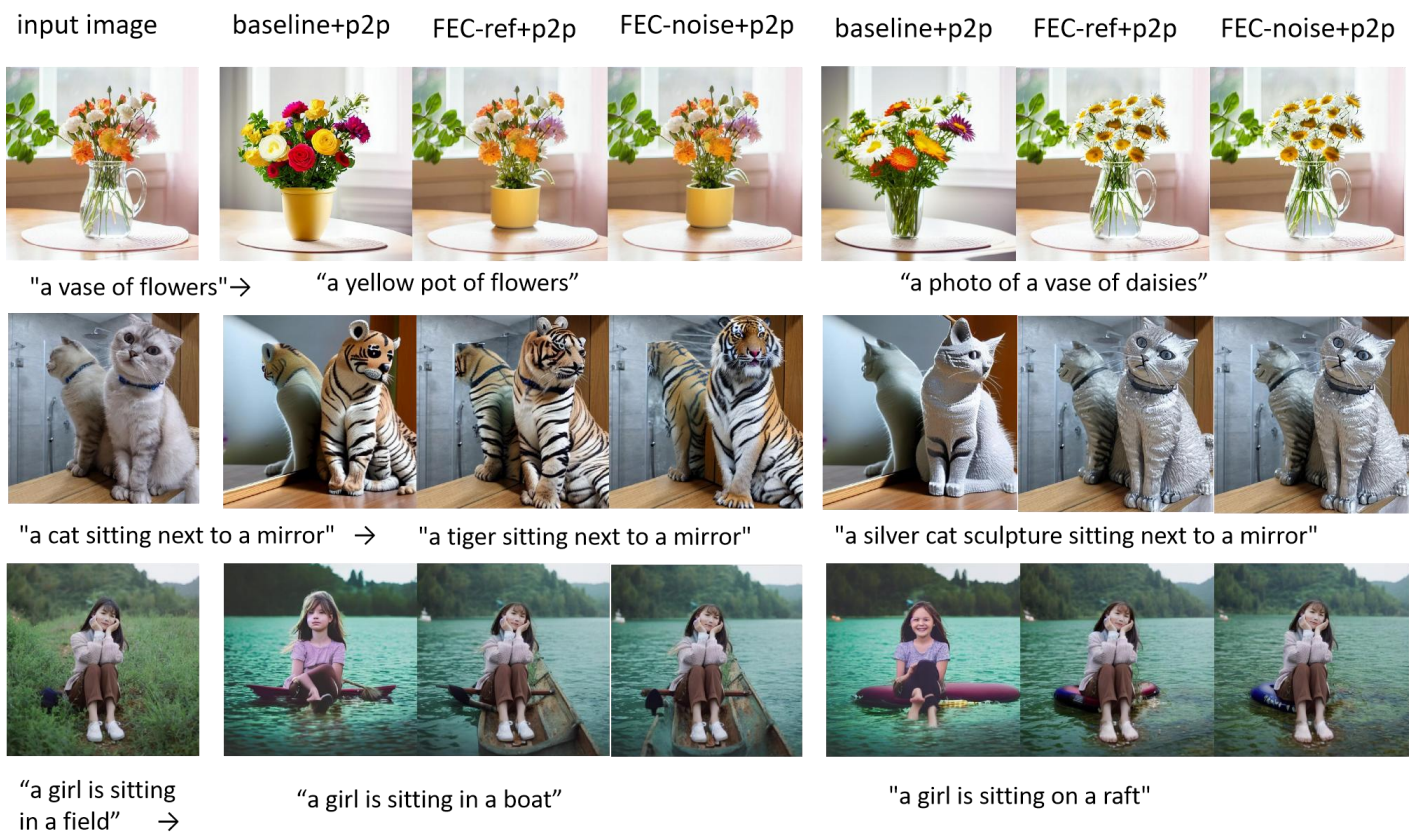 input image
baseline+p2p
FEC-ref+p2p
FEC-noise+p2p
baseline+p2p
FEC-ref+p2p
FEC-noise+p2p
"a vase of flowers"→
“a yellow pot of flowers”
“a photo of a vase of daisies”
"a cat sitting next to a mirror" →
"a tiger sitting next to a mirror"
"a silver cat sculpture sitting next to a mirror"
“a girl is sitting
in a field” →
“a girl is sitting in a boat”
"a girl is sitting on a raft"